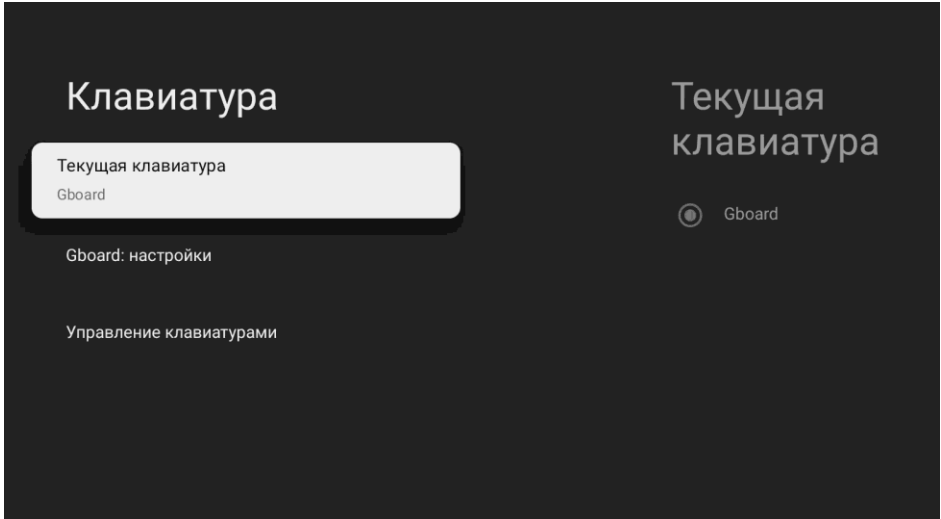 Клавиатура
Текущая клавиатура
Gboard
Gboard: настройки
Управление клавиатурами
Текущая
клавиатура
Gboard